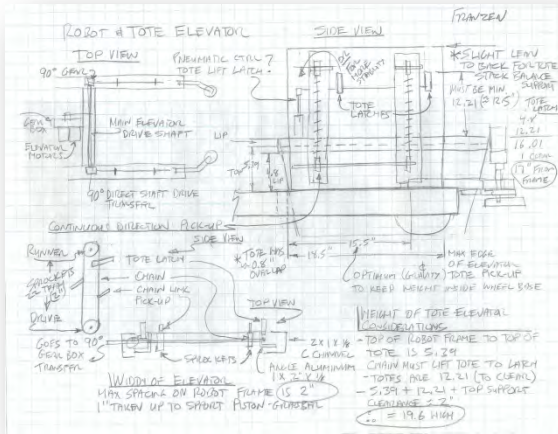 FRANZEN
ROBOT & TOTE ELEVATOR
SIDE VIEW
TOP VIEW
PNEUMATIC CTRL?
TOTE LIFT LATCH.
90° GEAR
* SLIGHT LEAN
TO BACK FOR TOTE
STACK BALANCE
SUPPORT
MUST BE MIN.
12.21
TOTE
LATCH
12.21
16.01
TOTE
LATCHES
GEAR
BOX
MAIN ELEVATOR
DRIVE SHAFT
ELEVATOR
MOTORS
LIP
FRAME
90° DIRECT SHAFT DRIVE
TRANSFER
CONTINUOUS DIRECTION PICK-UP
SIDE VIEW
RUNNER
TOTE LATCH
SPROCKETS
CHAIN
CHAIN LINK
PICK-UP
DRIVE
* TOTE HAS
~0.8"
OVERLAP
15.5"
14.5"
MAX EDGE
OF ELEVATOR
TOTE PICK-UP
OPTIMUM (GRAVITY)
TO KEEP WEIGHT INSIDE WHEEL BASE
TOP VIEW
GOES TO 90°
GEAR BOX
TRANSFER
SPROCKETS
2 X 1 X 1/8
C CHANNEL
ANGLE ALUMINUM
1 X 2 X 1/8
WIDTH OF ELEVATOR
MAX SPACING ON ROBOT FRAME IS 2"
1" TAKEN UP TO SPORT PISTON-GRABBER
HEIGHT OF TOTE ELEVATOR
CONSIDERATIONS
- TOP OF ROBOT FRAME TO TOP OF
TOTE IS 5.39
CHAIN MUST LIFT TOTE TO LATCH
- TOTES ARE 12.21 (TO CLEAR)
- 5.39 + 12.21 + TOP SUPPORT
CLEARANCE = 2"
∴ = 19.6 HIGH